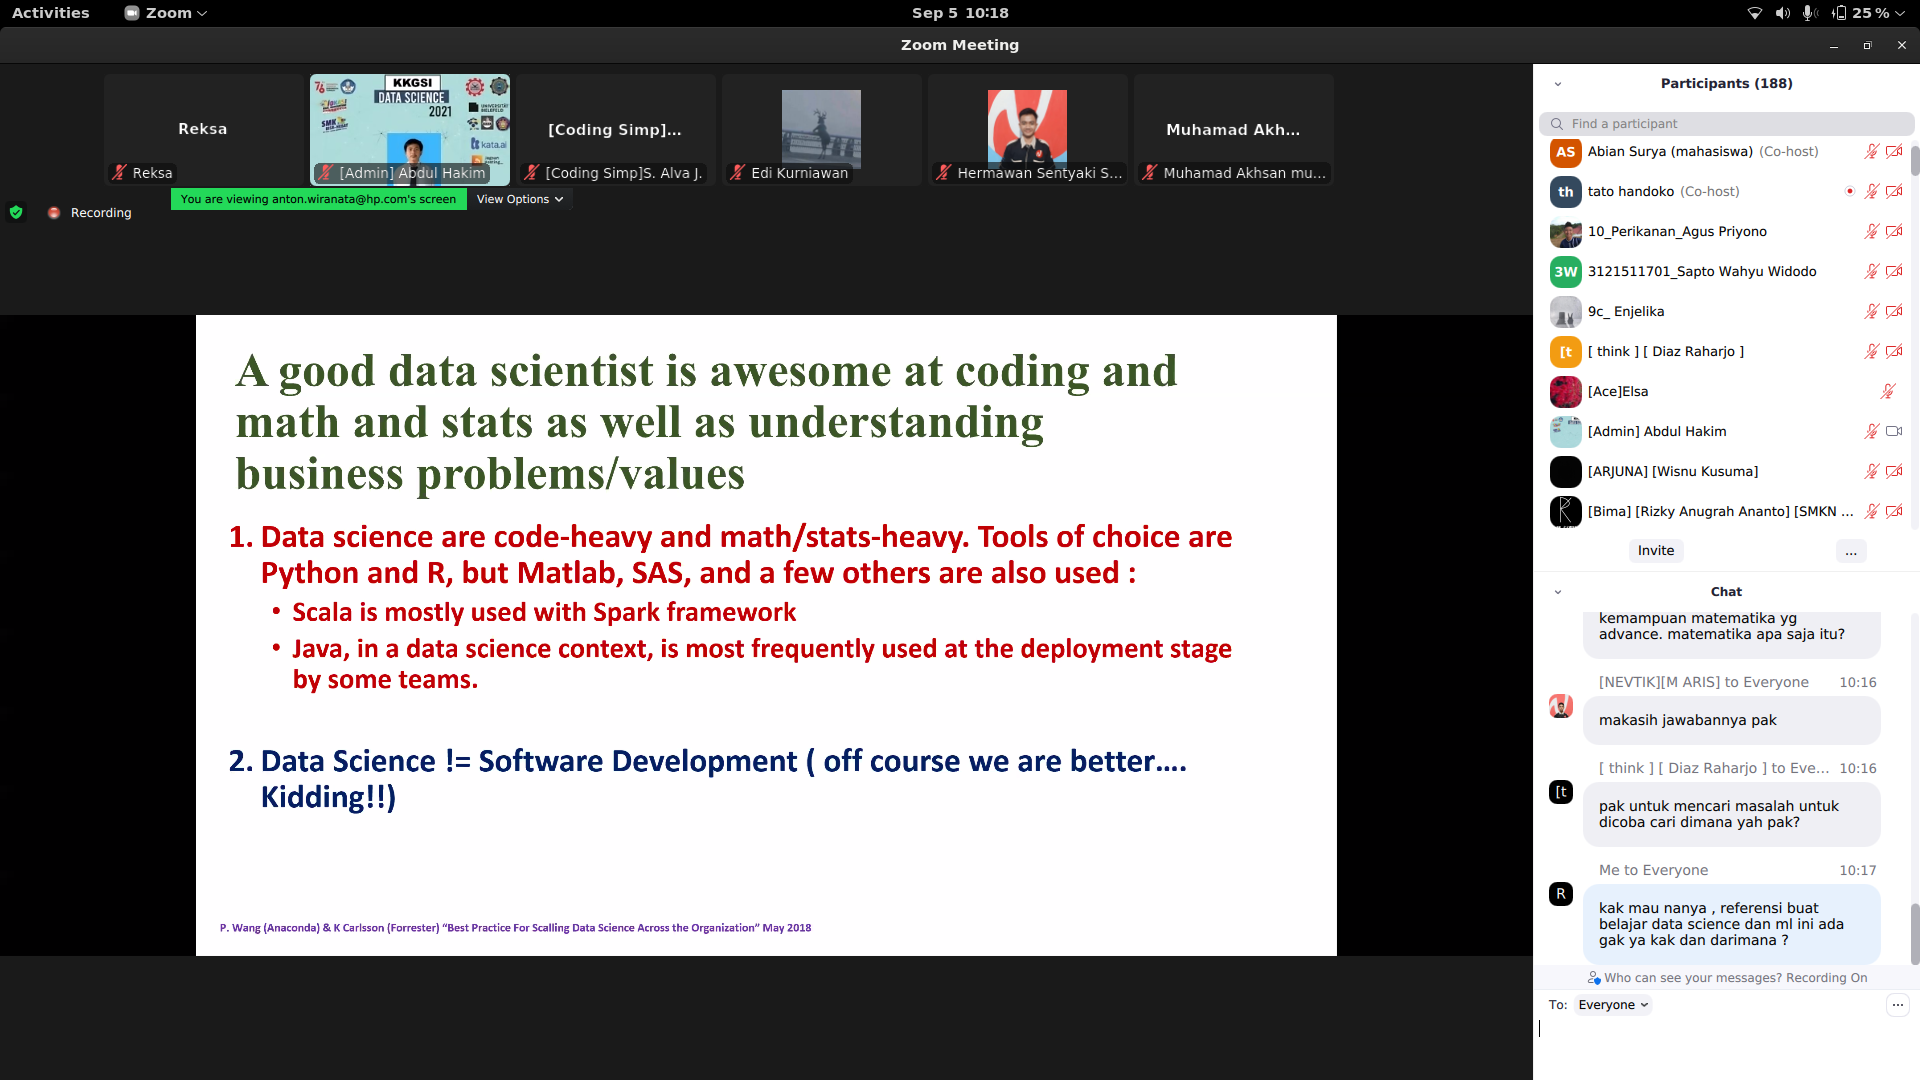 Activities
Zoom
Sep 5 10:18
25 %
Zoom Meeting
Reksa
Reksa
KKGSI
DATA SCIENCE
2021
UNIVERSITÄT
BIELEFELD
kata.ai
[Admin] Abdul Hakim
[Coding Simp]...
[Coding Simp]S. Alva J.
Edi Kurniawan
Hermawan Sentyaki S...
Muhamad Akh...
Muhamad Akhsan mu...
You are viewing anton.wiranata@hp.com's screen
View Options
Recording
A good data scientist is awesome at coding and
math and stats as well as understanding
business problems/values
1. Data science are code-heavy and math/stats-heavy. Tools of choice are
Python and R, but Matlab, SAS, and a few others are also used :
• Scala is mostly used with Spark framework
• Java, in a data science context, is most frequently used at the deployment stage
by some teams.
2. Data Science != Software Development ( off course we are better....
Kidding!!)
P. Wang (Anaconda) & K Carlsson (Forrester) “Best Practice For Scalling Data Science Across the Organization” May 2018
Participants (188)
Find a participant
AS Abian Surya (mahasiswa) (Co-host)
th tato handoko (Co-host)
10_Perikanan_Agus Priyono
3W 3121511701_Sapto Wahyu Widodo
9c_ Enjelika
[t [ think ] [ Diaz Raharjo ]
[Ace]Elsa
[Admin] Abdul Hakim
[ARJUNA] [Wisnu Kusuma]
[Bima] [Rizky Anugrah Ananto] [SMKN ...
Invite
...
Chat
kemampuan matematika yg
advance. matematika apa saja itu?
[NEVTIK][M ARIS] to Everyone 10:16
makasih jawabannya pak
[ think ] [ Diaz Raharjo ] to Eve... 10:16
[t
pak untuk mencari masalah untuk
dicoba cari dimana yah pak?
Me to Everyone 10:17
R
kak mau nanya , referensi buat
belajar data science dan ml ini ada
gak ya kak dan darimana ?
Who can see your messages? Recording On
To: Everyone
...